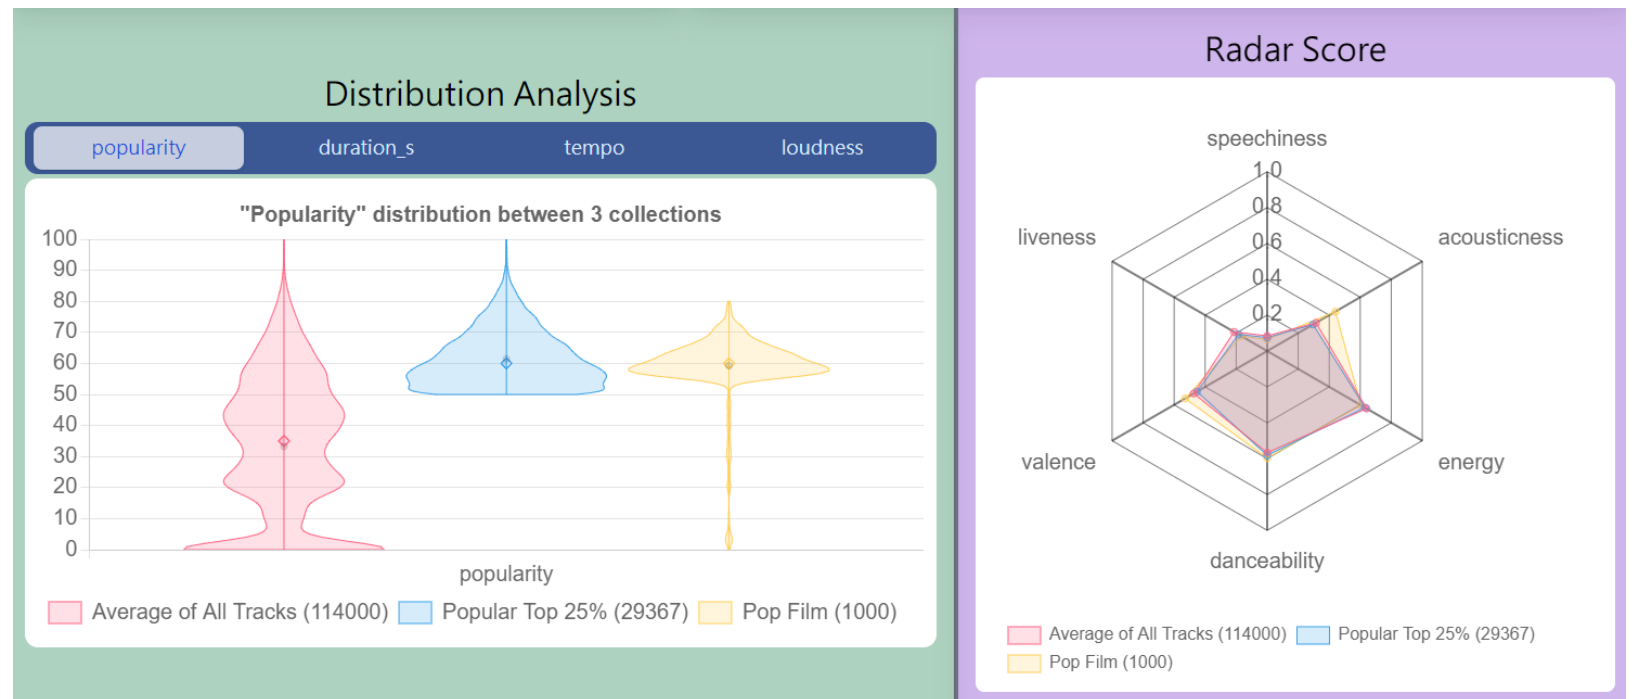 Distribution Analysis
popularity duration_s tempo loudness
"Popularity" distribution between 3 collections
100
90
80
70
60
50
40
30
20
10
0
popularity
Average of All Tracks (114000) Popular Top 25% (29367) Pop Film (1000)
Radar Score
speechiness
1.0
0.8
liveness acousticness
0.6
0.4
0.2
valence energy
danceability
Average of All Tracks (114000) Popular Top 25% (29367)
Pop Film (1000)